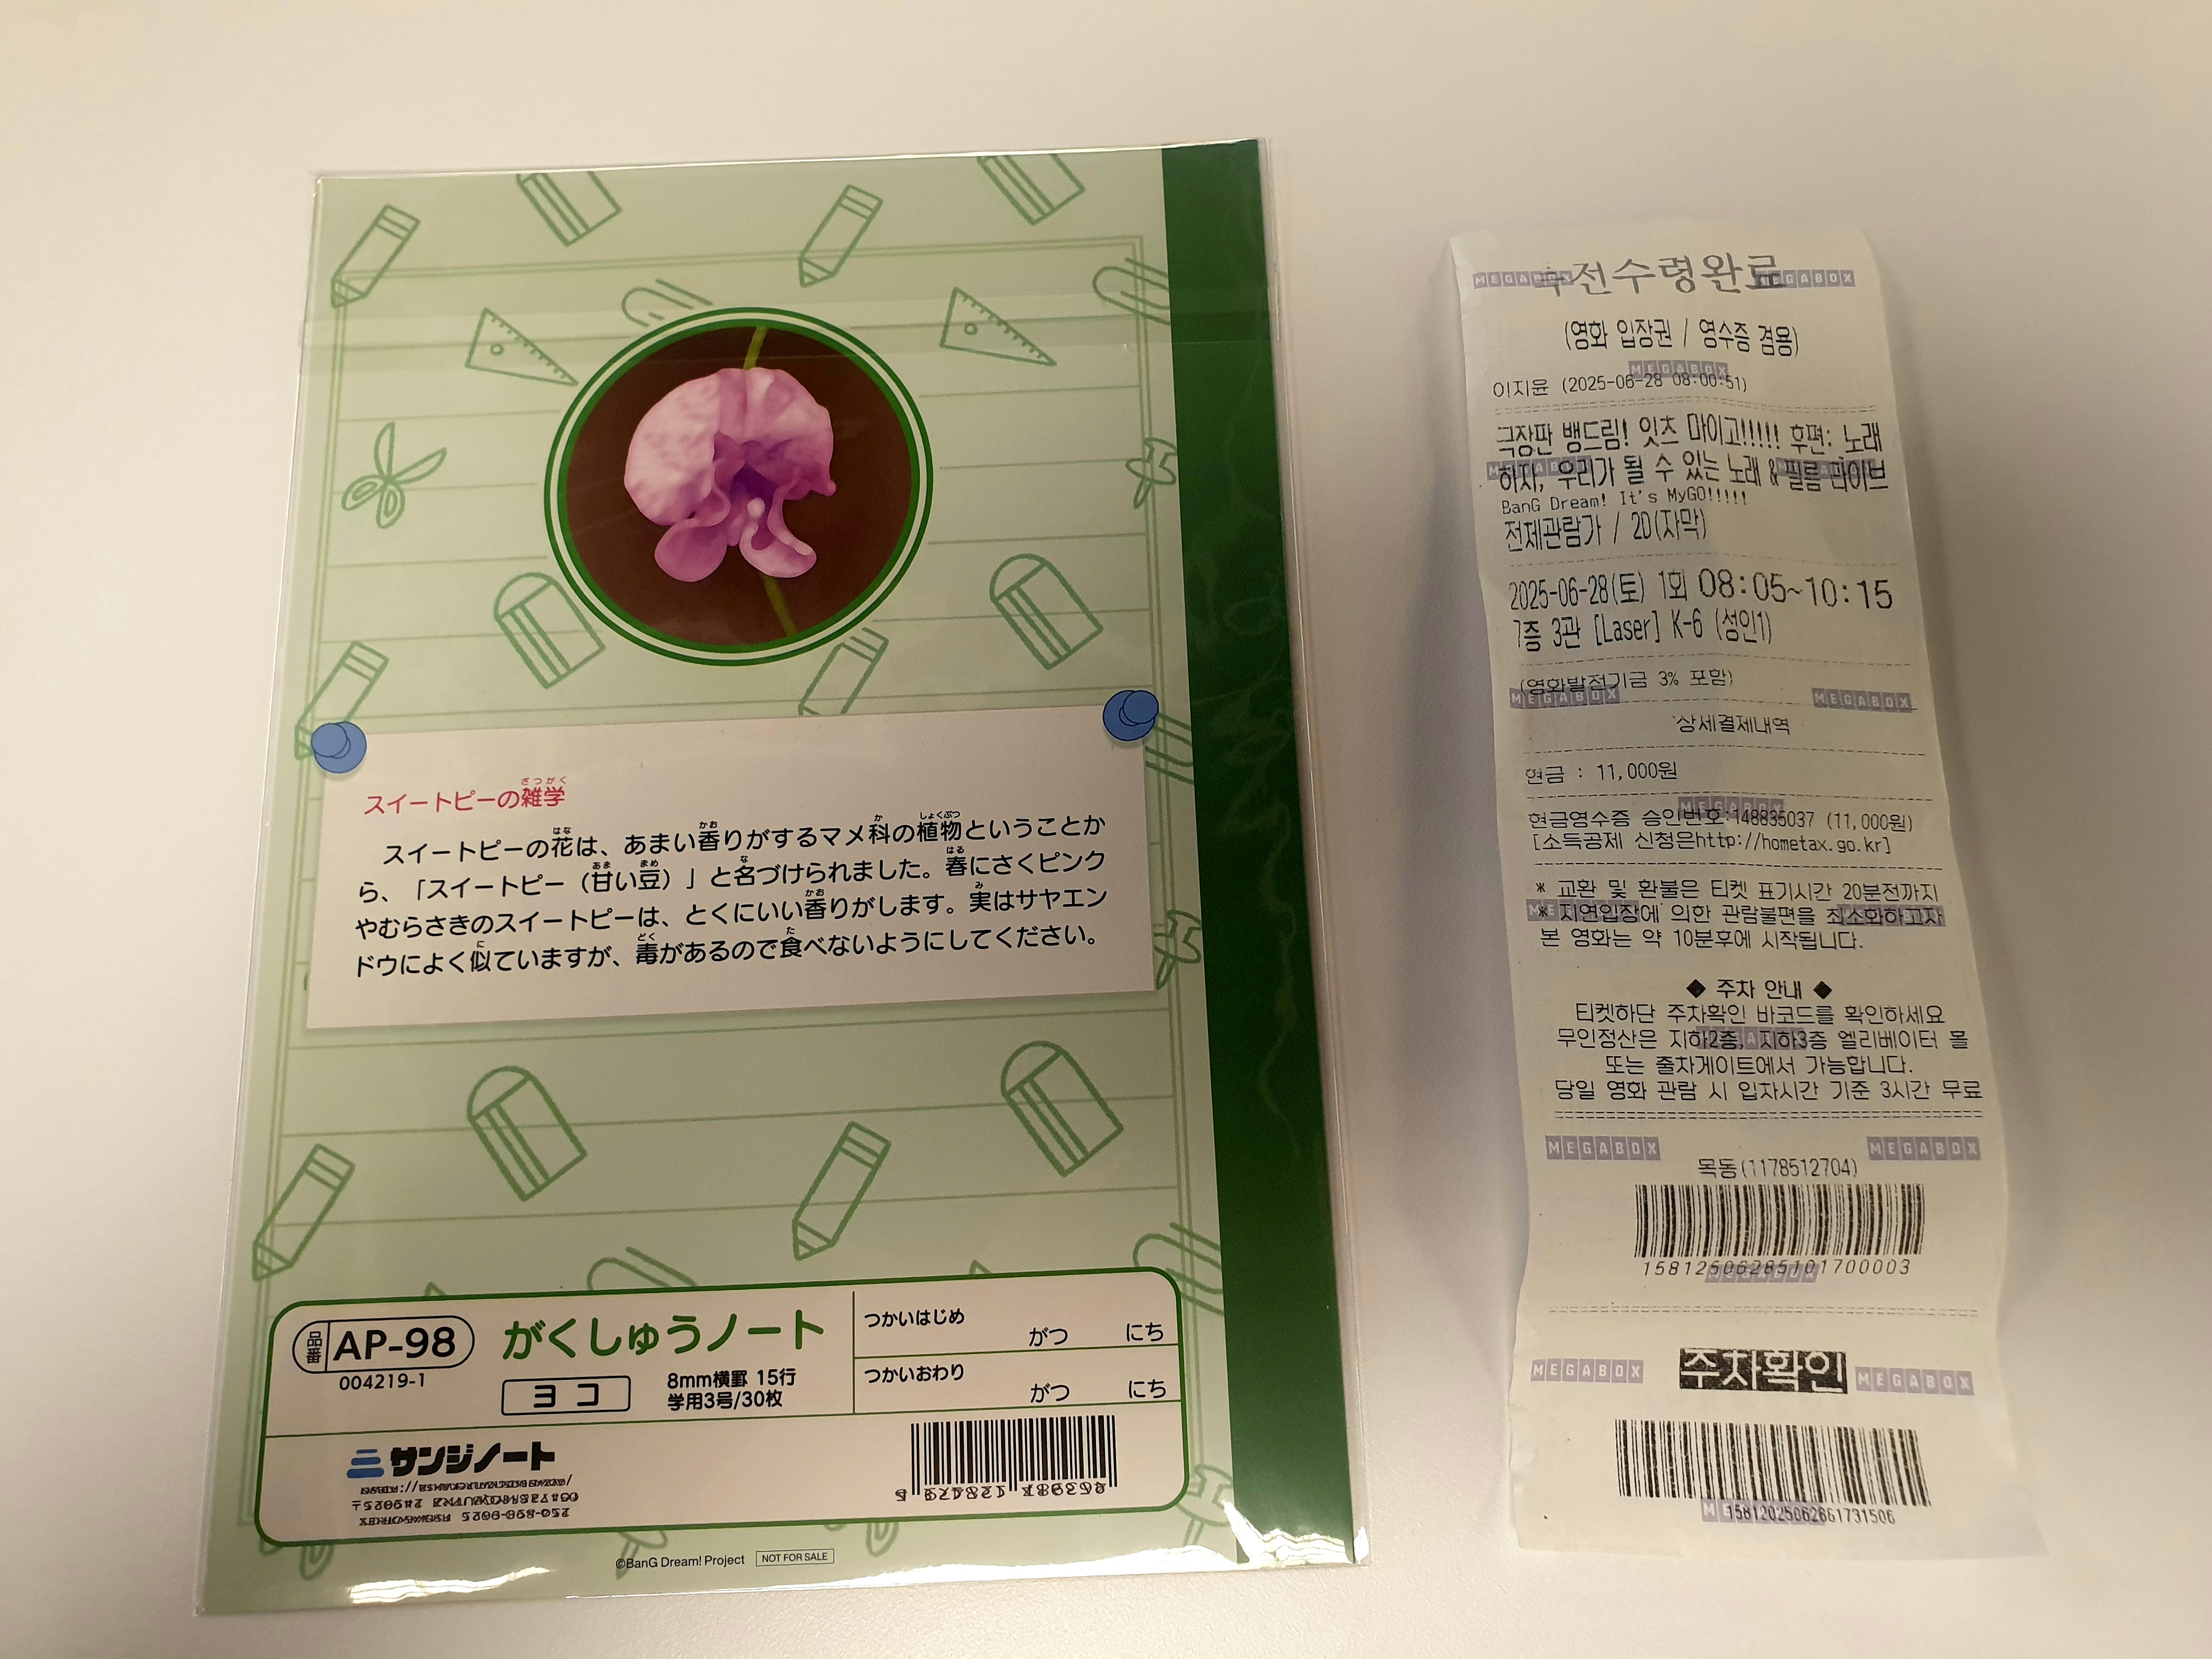 スイートピーの雑学
スイートピーの花は、あまい香りがするマメ科の植物ということか
ら、「スイートピー（甘い豆）」と名づけられました。春にさくピンク
やむらさきのスイートピーは、とくにいい香りがします。実はサヤエン
ドウによく似ていますが、毒があるので食べないようにしてください。
品番 AP-98
004219-1
がくしゅうノート
ヨコ
8mm横罫 15行
学用3号/30枚
つかいはじめ
がつ にち
つかいおわり
がつ にち
サンジノート
©BanG Dream! Project NOT FOR SALE
수령완료
(영화 입장권 / 영수증 겸용)
이지윤 (2025-06-28 08:00:51)
극장판 뱅드림! 잇츠 마이고!!!!! 후편: 노래
하자, 우리가 될 수 있는 노래 & 필름 라이브
BanG Dream! It's MyGO!!!!!
전체관람가 / 2D(자막)
2025-06-28(토) 1회 08:05~10:15
7층 3관 [Laser] K-6 (성인1)
(영화발전기금 3% 포함)
상세결제내역
현금 : 11,000원
현금영수증 승인번호:148835037 (11,000원)
[소득공제 신청은http://hometax.go.kr]
* 교환 및 환불은 티켓 표기시간 20분전까지
* 지연입장에 의한 관람불편을 최소화하고자
본 영화는 약 10분후에 시작됩니다.
◆ 주차 안내 ◆
티켓하단 주차확인 바코드를 확인하세요
무인정산은 지하2층, 지하3층 엘리베이터 홀
또는 출차게이트에서 가능합니다.
당일 영화 관람 시 입차시간 기준 3시간 무료
MEGABOX MEGABOX
목동(1178512704)
15812506285101700003
주차확인
MEGABOX MEGABOX
15812025062861731506